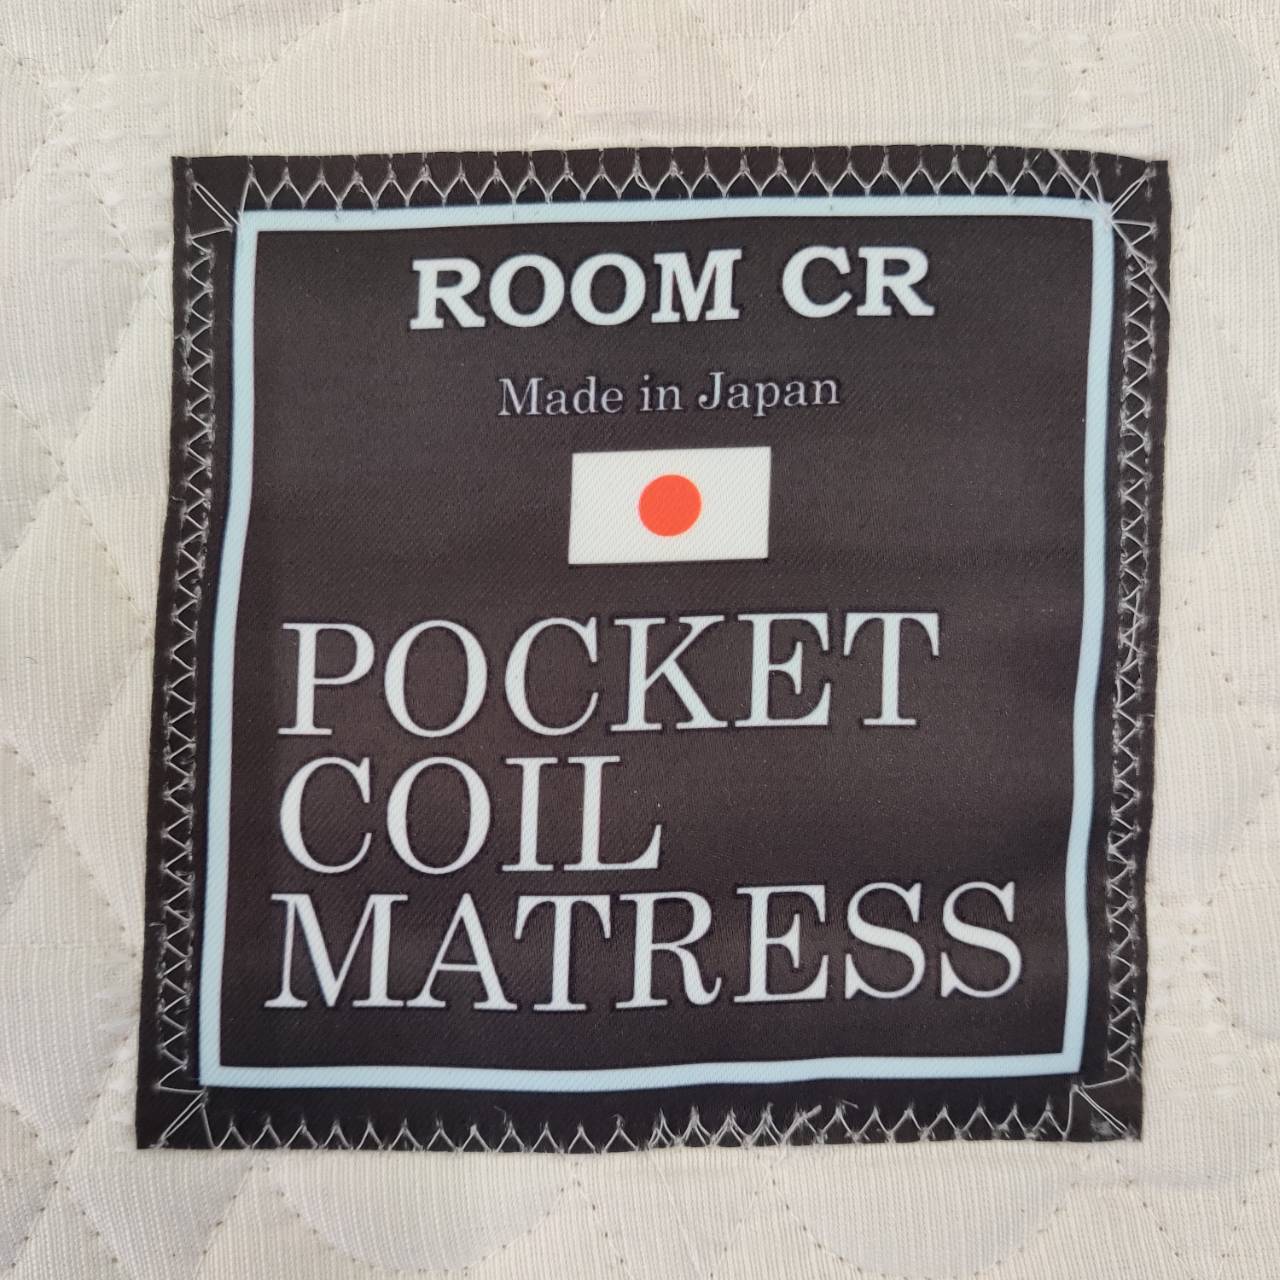 ROOM CR
Made in Japan
POCKET
COIL
MATRESS